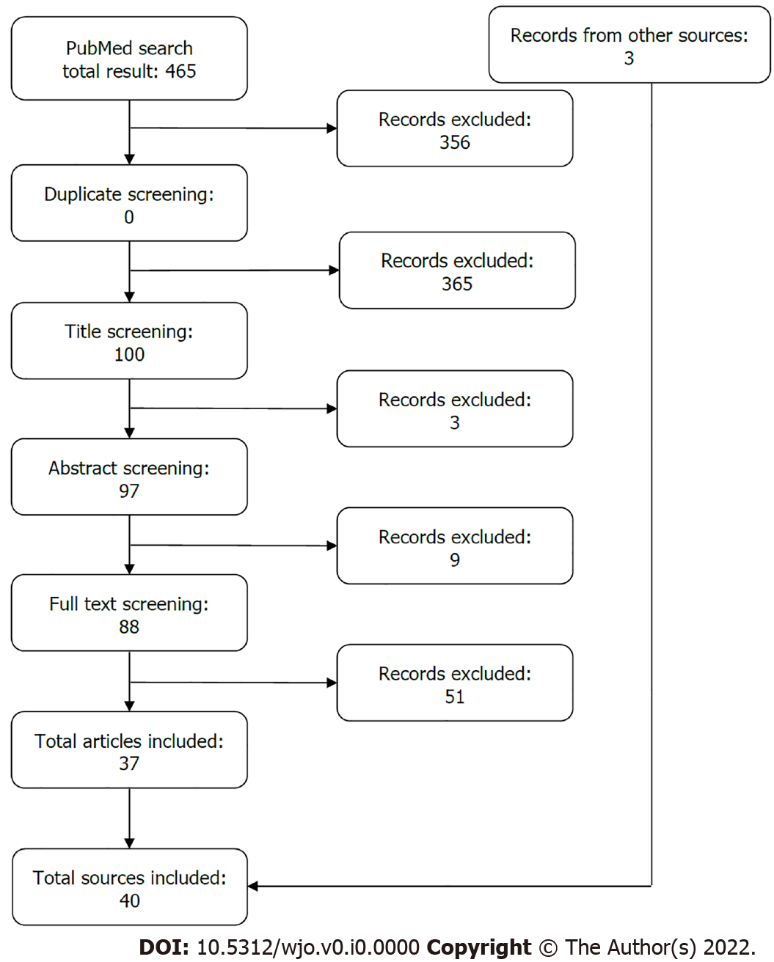 PubMed search
total result: 465
Records from other sources:
3
Records excluded:
356
Duplicate screening:
0
Records excluded:
365
Title screening:
100
Records excluded:
3
Abstract screening:
97
Records excluded:
9
Full text screening:
88
Records excluded:
51
Total articles included:
37
Total sources included:
40
DOI: 10.5312/wjo.v0.i0.0000 Copyright © The Author(s) 2022.